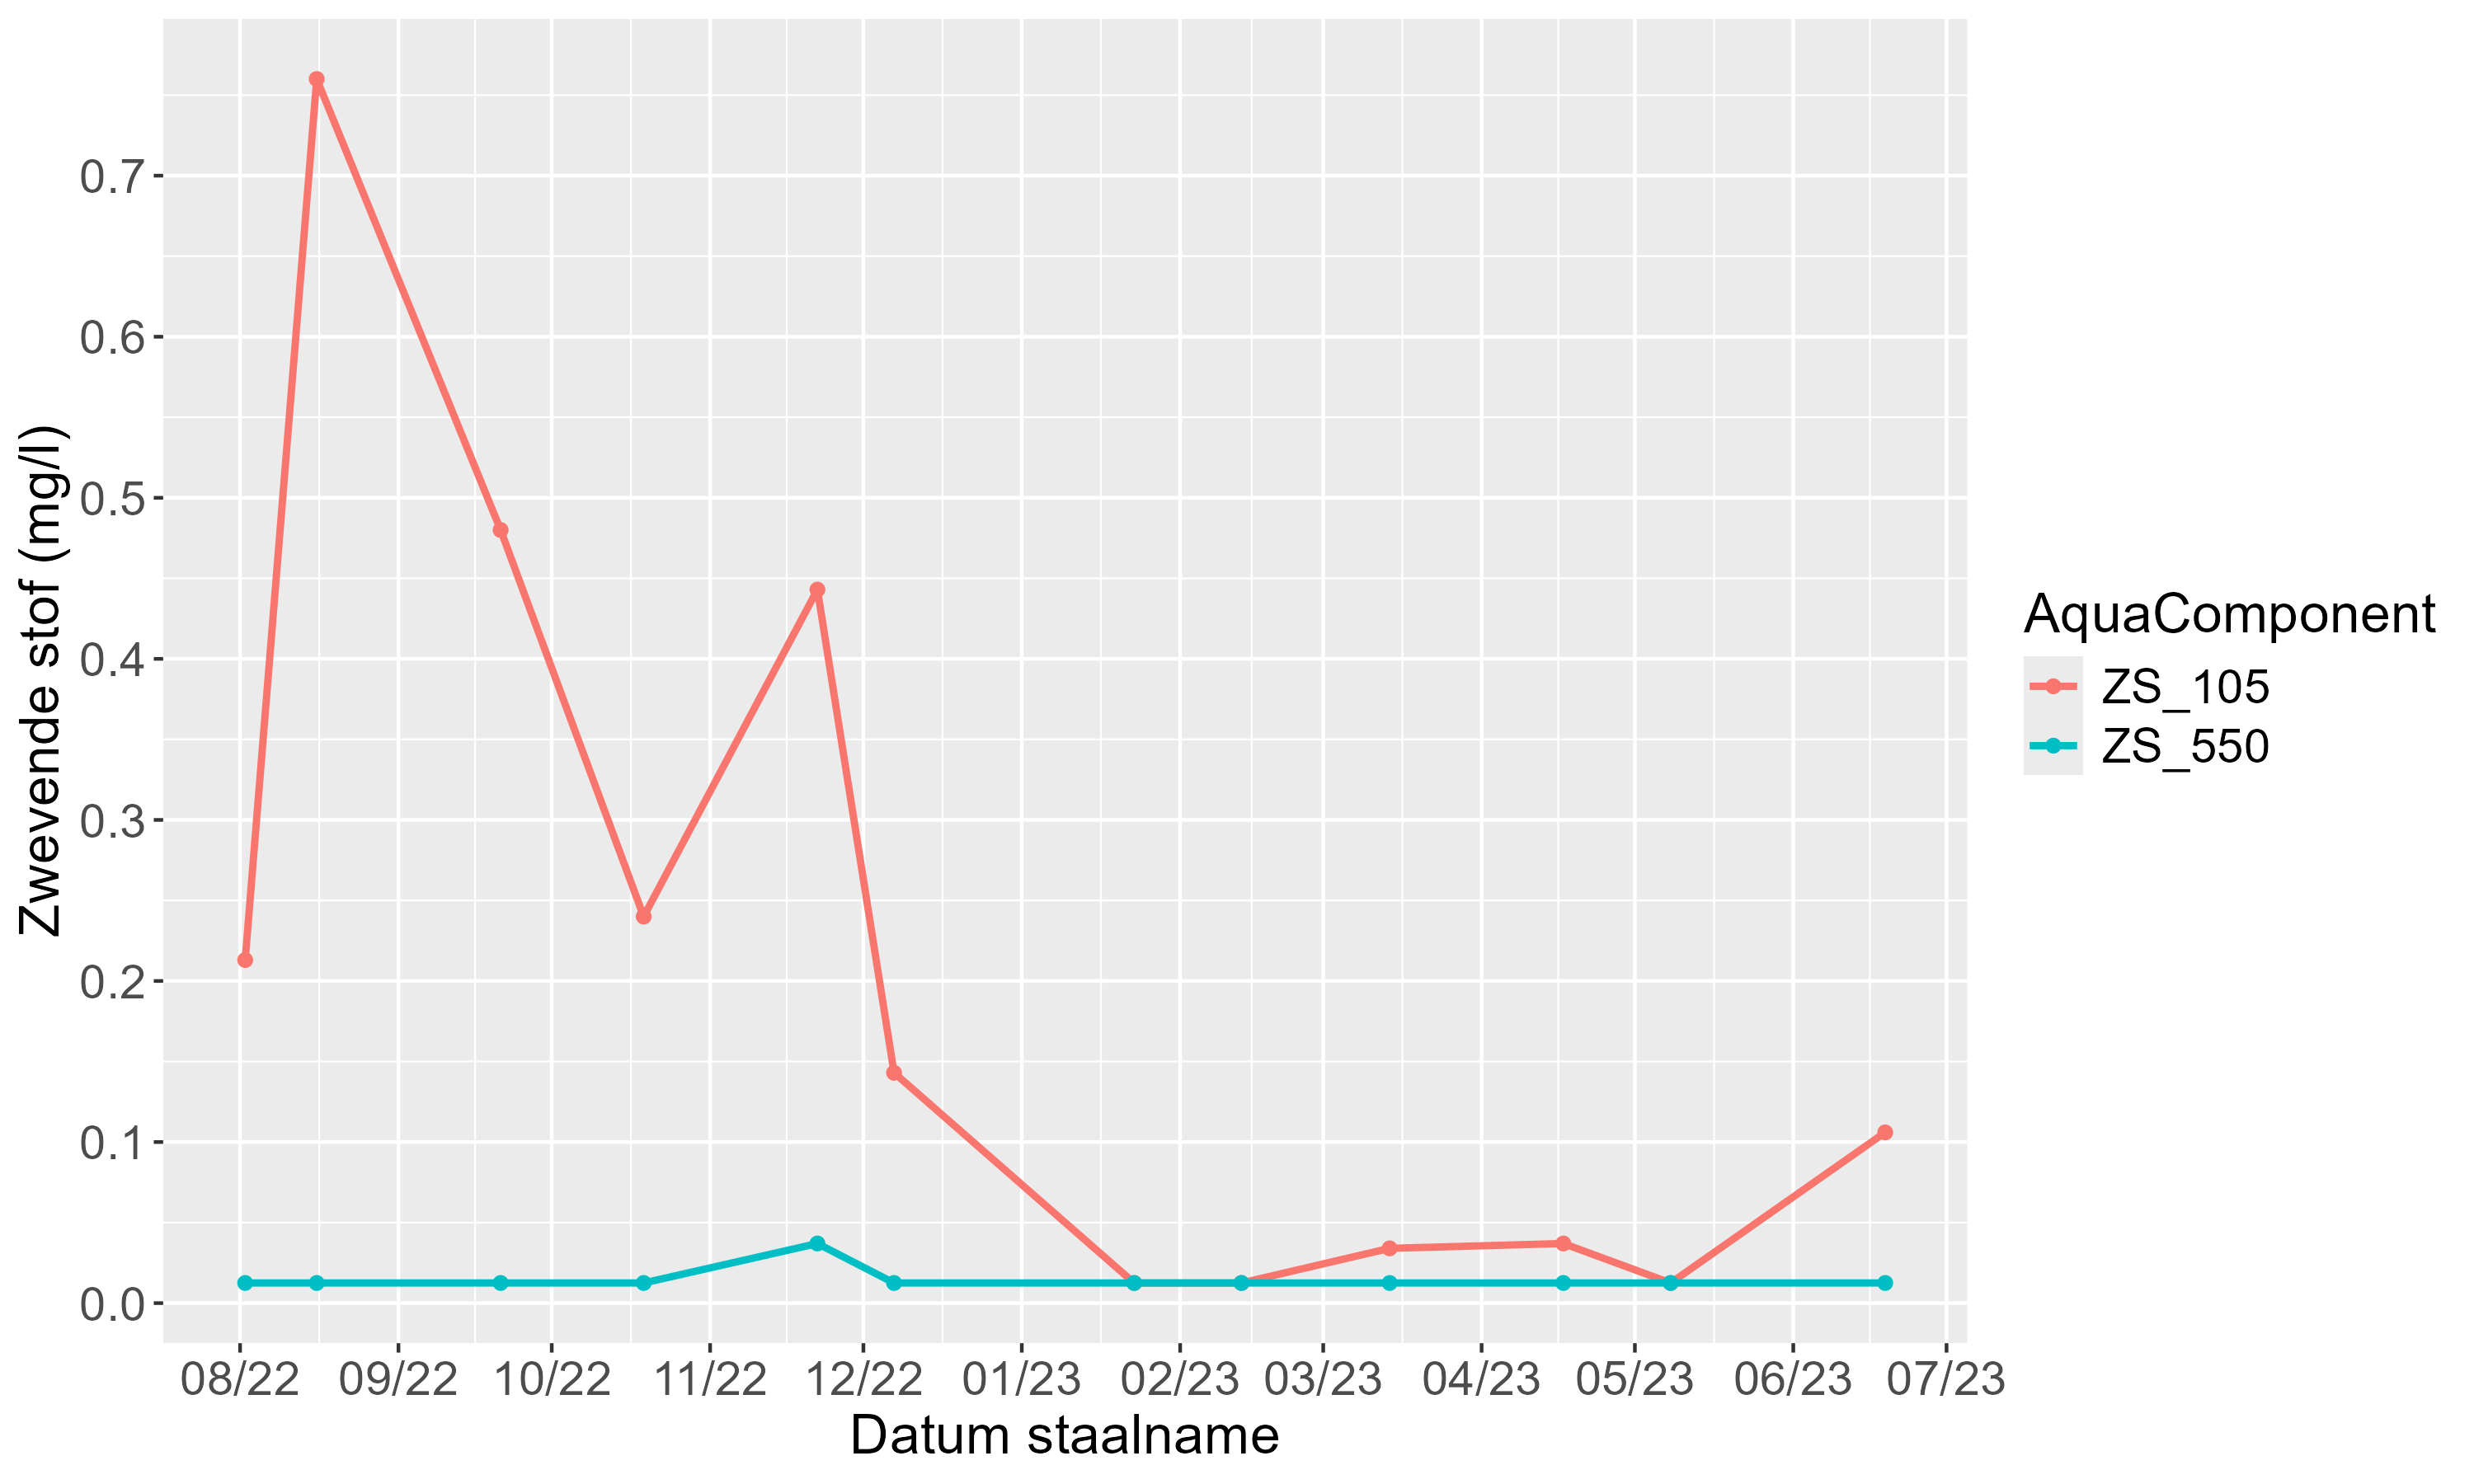 Zwevende stof (mg/l)
0.7
0.6
0.5
0.4
0.3
0.2
0.1
0.0
08/22 09/22 10/22 11/22 12/22 01/23 02/23 03/23 04/23 05/23 06/23 07/23
Datum staalname
AquaComponent
ZS_105
ZS_550